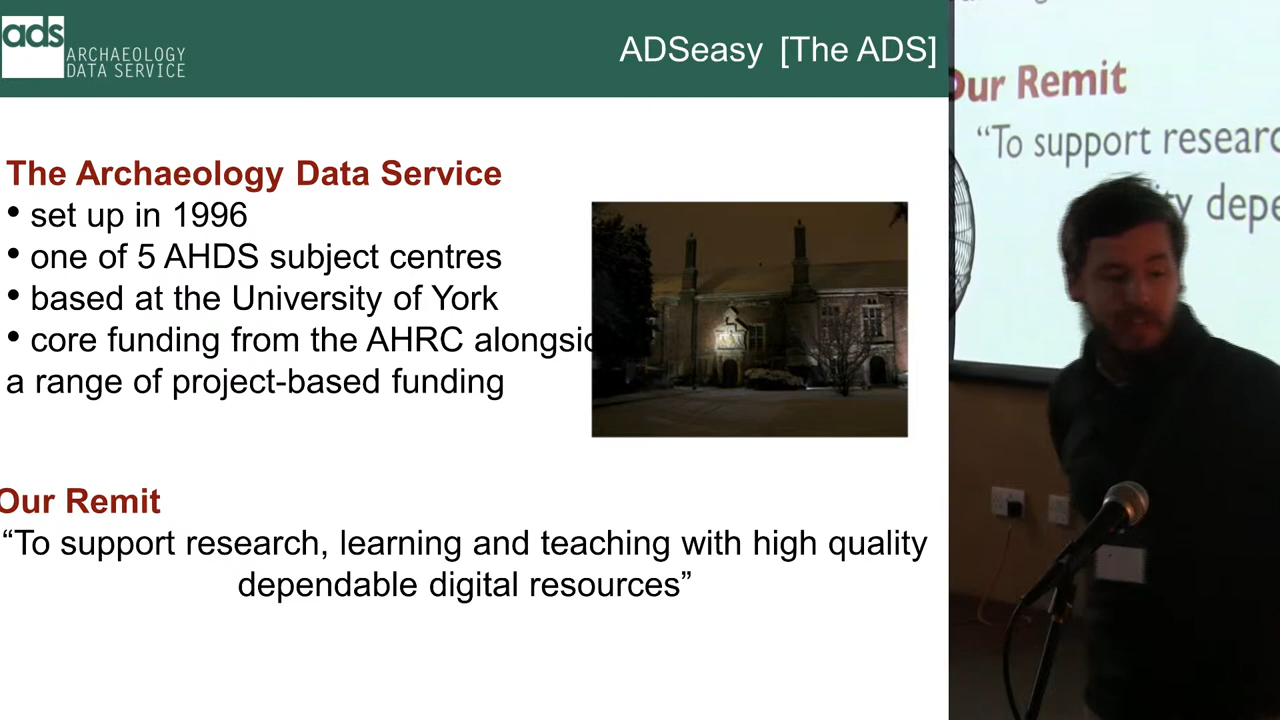 ads
ARCHAEOLOGY
DATA SERVICE
ADSeasy [The ADS]
The Archaeology Data Service
• set up in 1996
• one of 5 AHDS subject centres
• based at the University of York
• core funding from the AHRC alongsid
a range of project-based funding
Our Remit
“To support research, learning and teaching with high quality
dependable digital resources”
Our Remit
“To support researc
ity depe